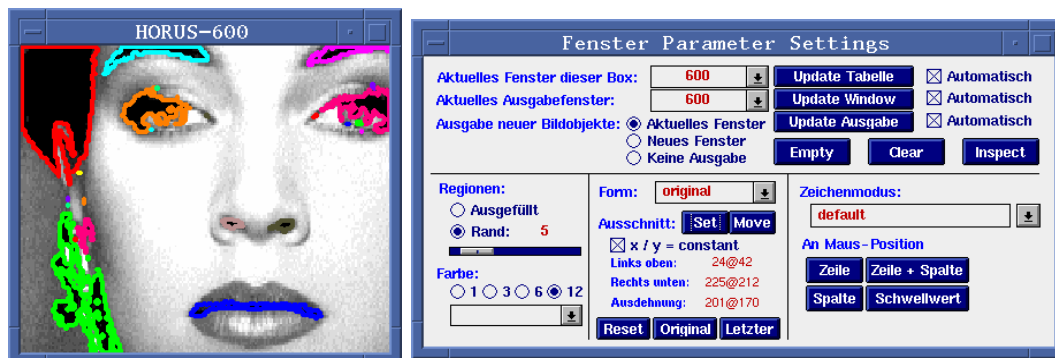 HORUS-600
Fenster Parameter Settings
Aktuelles Fenster dieser Box: 600 Update Tabelle Automatisch
Aktuelles Ausgabefenster: 600 Update Window Automatisch
Ausgabe neuer Bildobjekte: Aktuelles Fenster Update Ausgabe Automatisch
Neues Fenster
Keine Ausgabe
Empty Clear Inspect
Regionen:
Ausgefüllt
Rand: 5
Farbe:
1 3 6 12
Form: original
Ausschnitt: Set Move
x / y = constant
Links oben: 24@42
Rechts unten: 225@212
Ausdehnung: 201@170
Reset Original Letzter
Zeichenmodus:
default
An Maus-Position
Zeile Zeile + Spalte
Spalte Schwellwert